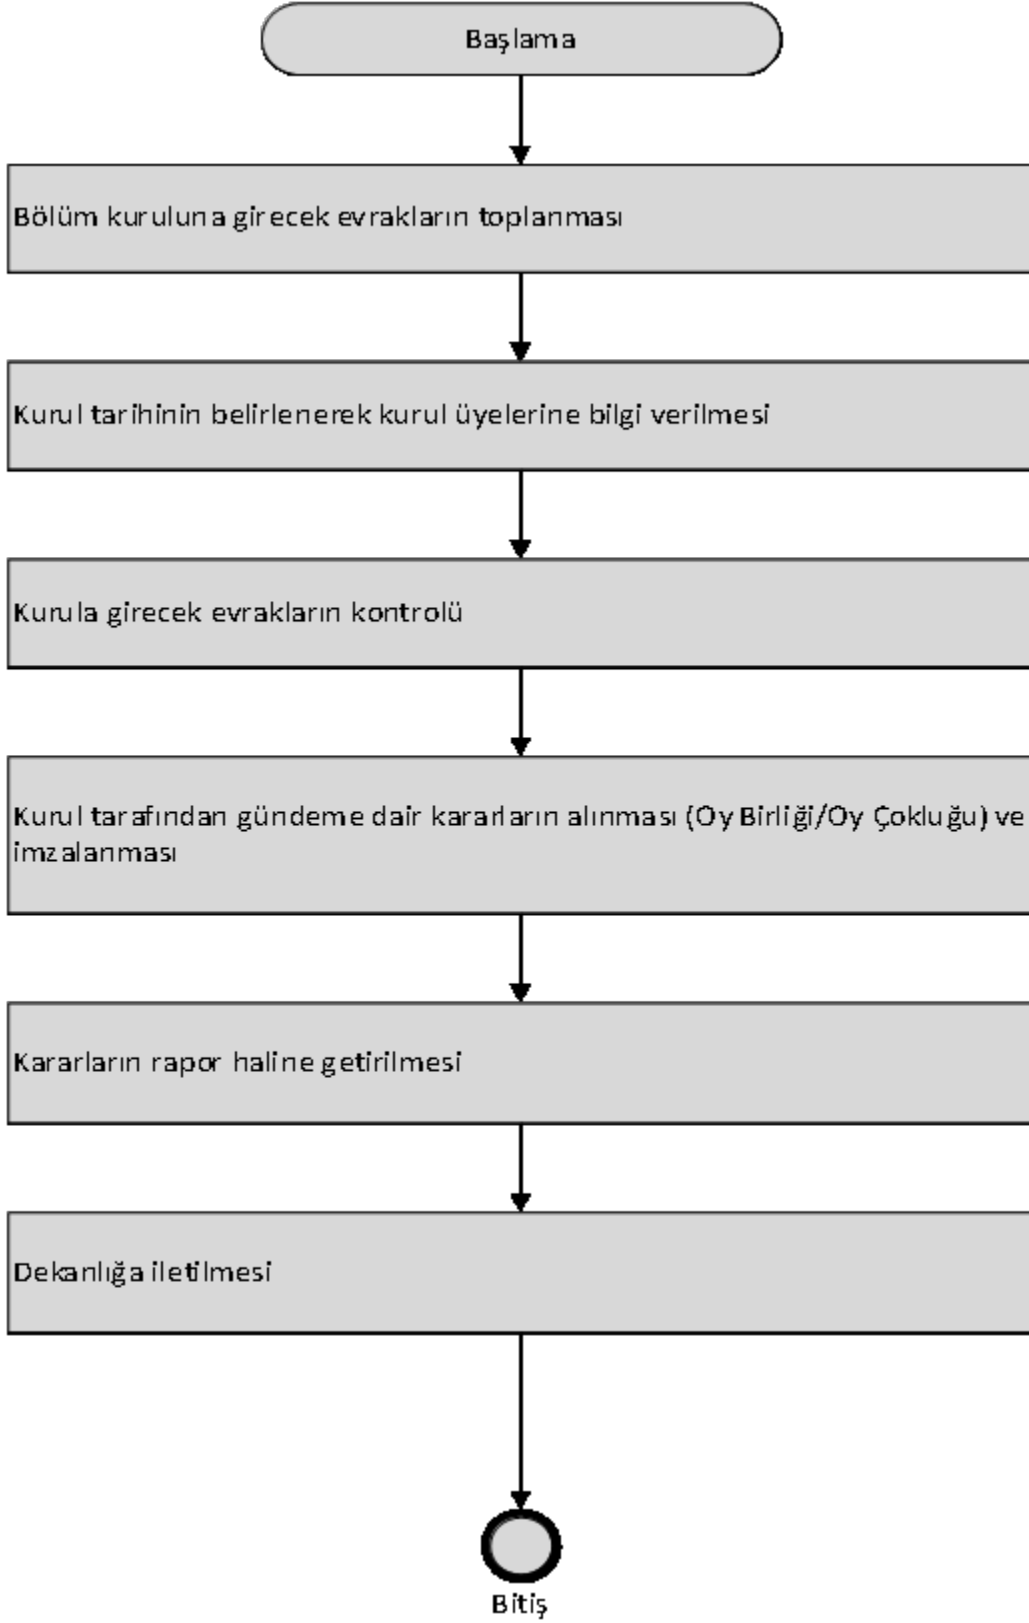 Başlama
Bölüm kuruluna girecek evrakların toplanması
Kurul tarihinin belirlenerek kurul üyelerine bilgi verilmesi
Kurula girecek evrakların kontrolü
Kurul tarafından gündeme dair kararların alınması (Oy Birliği/Oy Çokluğu) ve
imzalanması
Kararların rapor haline getirilmesi
Dekanlığa iletilmesi
Bitiş